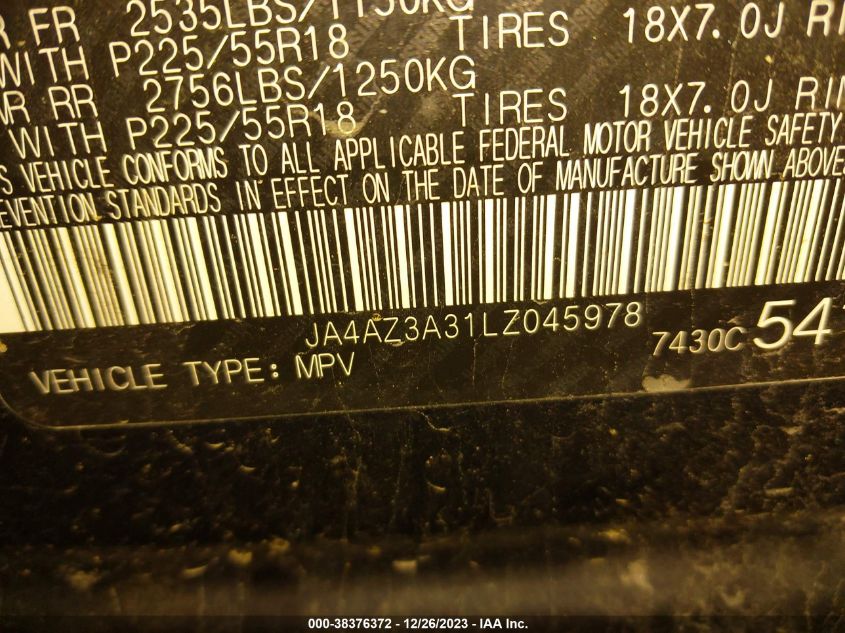 FR 2535LBS/1150KG
WITH P225/55R18 TIRES 18X7.0J
RR 2756LBS/1250KG
WITH P225/55R18 TIRES 18X7.0J
VEHICLE CONFORMS TO ALL APPLICABLE FEDERAL MOTOR VEHICLE SAFETY
STANDARDS IN EFFECT ON THE DATE OF MANUFACTURE SHOWN ABOVE
JA4AZ3A31LZ045978 7430C 54
VEHICLE TYPE: MPV
000-38376372 - 12/26/2023 - IAA Inc.